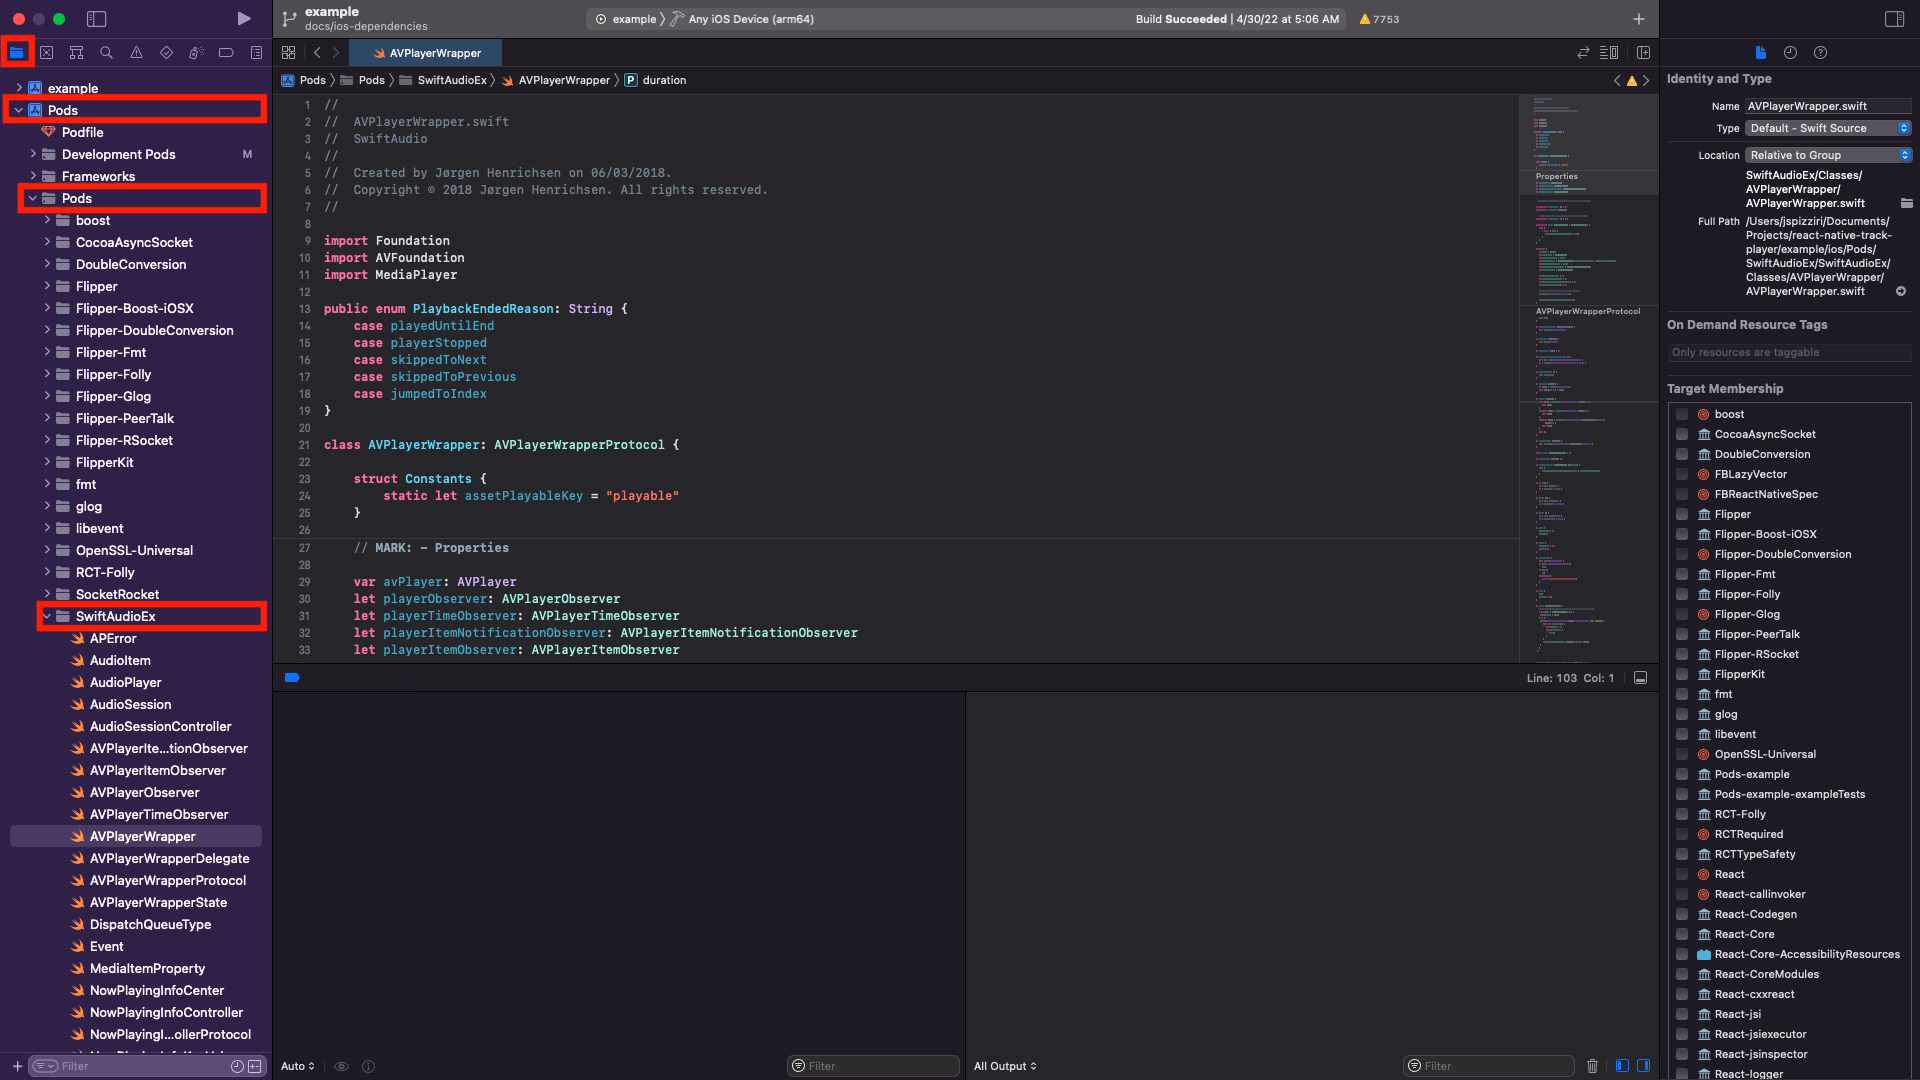 example
docs/ios-dependencies
example
Any iOS Device (arm64)
Build Succeeded | 4/30/22 at 5:06 AM
7753
AVPlayerWrapper
Pods
Pods
SwiftAudioEx
AVPlayerWrapper
P
duration
example
Pods
Podfile
Development Pods
M
Frameworks
Pods
boost
CocoaAsyncSocket
DoubleConversion
Flipper
Flipper-Boost-iOSX
Flipper-DoubleConversion
Flipper-Fmt
Flipper-Folly
Flipper-Glog
Flipper-PeerTalk
Flipper-RSocket
FlipperKit
fmt
glog
libevent
OpenSSL-Universal
RCT-Folly
SocketRocket
SwiftAudioEx
APError
AudioItem
AudioPlayer
AudioSession
AudioSessionController
AVPlayerIte...tionObserver
AVPlayerItemObserver
AVPlayerObserver
AVPlayerTimeObserver
AVPlayerWrapper
AVPlayerWrapperDelegate
AVPlayerWrapperProtocol
AVPlayerWrapperState
DispatchQueueType
Event
MediaItemProperty
NowPlayingInfoCenter
NowPlayingInfoController
NowPlayingI...ollerProtocol
Filter
1 //
2 //  AVPlayerWrapper.swift
3 //  SwiftAudio
4 //
5 //  Created by Jørgen Henrichsen on 06/03/2018.
6 //  Copyright © 2018 Jørgen Henrichsen. All rights reserved.
7 //
8
9 import Foundation
10 import AVFoundation
11 import MediaPlayer
12
13 public enum PlaybackEndedReason: String {
14     case playedUntilEnd
15     case playerStopped
16     case skippedToNext
17     case skippedToPrevious
18     case jumpedToIndex
19 }
20
21 class AVPlayerWrapper: AVPlayerWrapperProtocol {
22
23     struct Constants {
24         static let assetPlayableKey = "playable"
25     }
26
27     // MARK: - Properties
28
29     var avPlayer: AVPlayer
30     let playerObserver: AVPlayerObserver
31     let playerTimeObserver: AVPlayerTimeObserver
32     let playerItemNotificationObserver: AVPlayerItemNotificationObserver
33     let playerItemObserver: AVPlayerItemObserver
Properties
AVPlayerWrapperProtocol
Line: 103 Col: 1
Auto
Filter
All Output
Filter
Identity and Type
Name AVPlayerWrapper.swift
Type Default - Swift Source
Location Relative to Group
SwiftAudioEx/Classes/
AVPlayerWrapper/
AVPlayerWrapper.swift
Full Path /Users/jspizziri/Documents/
Projects/react-native-track-
player/example/ios/Pods/
SwiftAudioEx/SwiftAudioEx/
Classes/AVPlayerWrapper/
AVPlayerWrapper.swift
On Demand Resource Tags
Only resources are taggable
Target Membership
boost
CocoaAsyncSocket
DoubleConversion
FBLazyVector
FBReactNativeSpec
Flipper
Flipper-Boost-iOSX
Flipper-DoubleConversion
Flipper-Fmt
Flipper-Folly
Flipper-Glog
Flipper-PeerTalk
Flipper-RSocket
FlipperKit
fmt
glog
libevent
OpenSSL-Universal
Pods-example
Pods-example-exampleTests
RCT-Folly
RCTRequired
RCTTypeSafety
React
React-callinvoker
React-Codegen
React-Core
React-Core-AccessibilityResources
React-CoreModules
React-cxxreact
React-jsi
React-jsiexecutor
React-jsinspector
React-logger